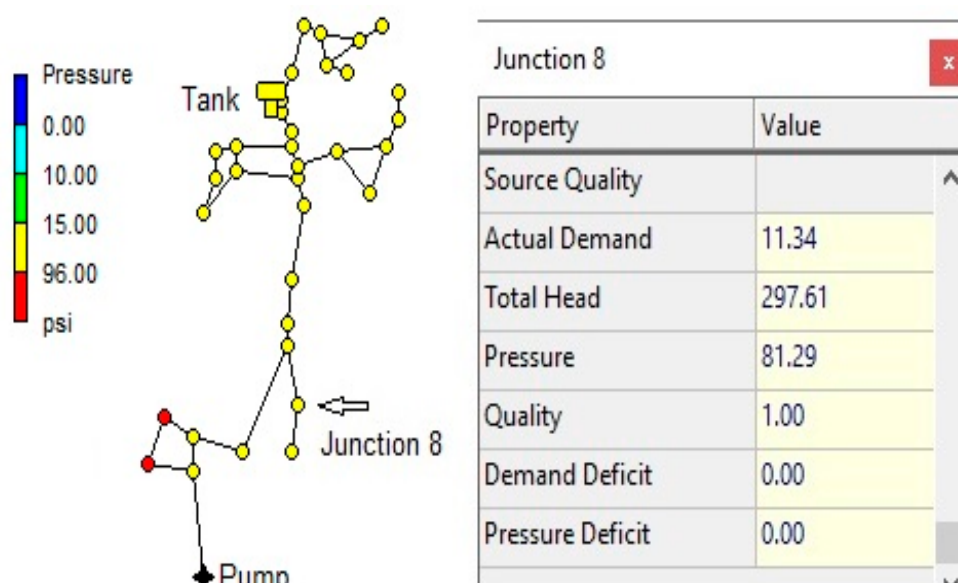 Pressure
0.00
10.00
15.00
96.00
psi
Tank
Junction 8
Pump
Junction 8
x
Property Value
Source Quality
Actual Demand 11.34
Total Head 297.61
Pressure 81.29
Quality 1.00
Demand Deficit 0.00
Pressure Deficit 0.00